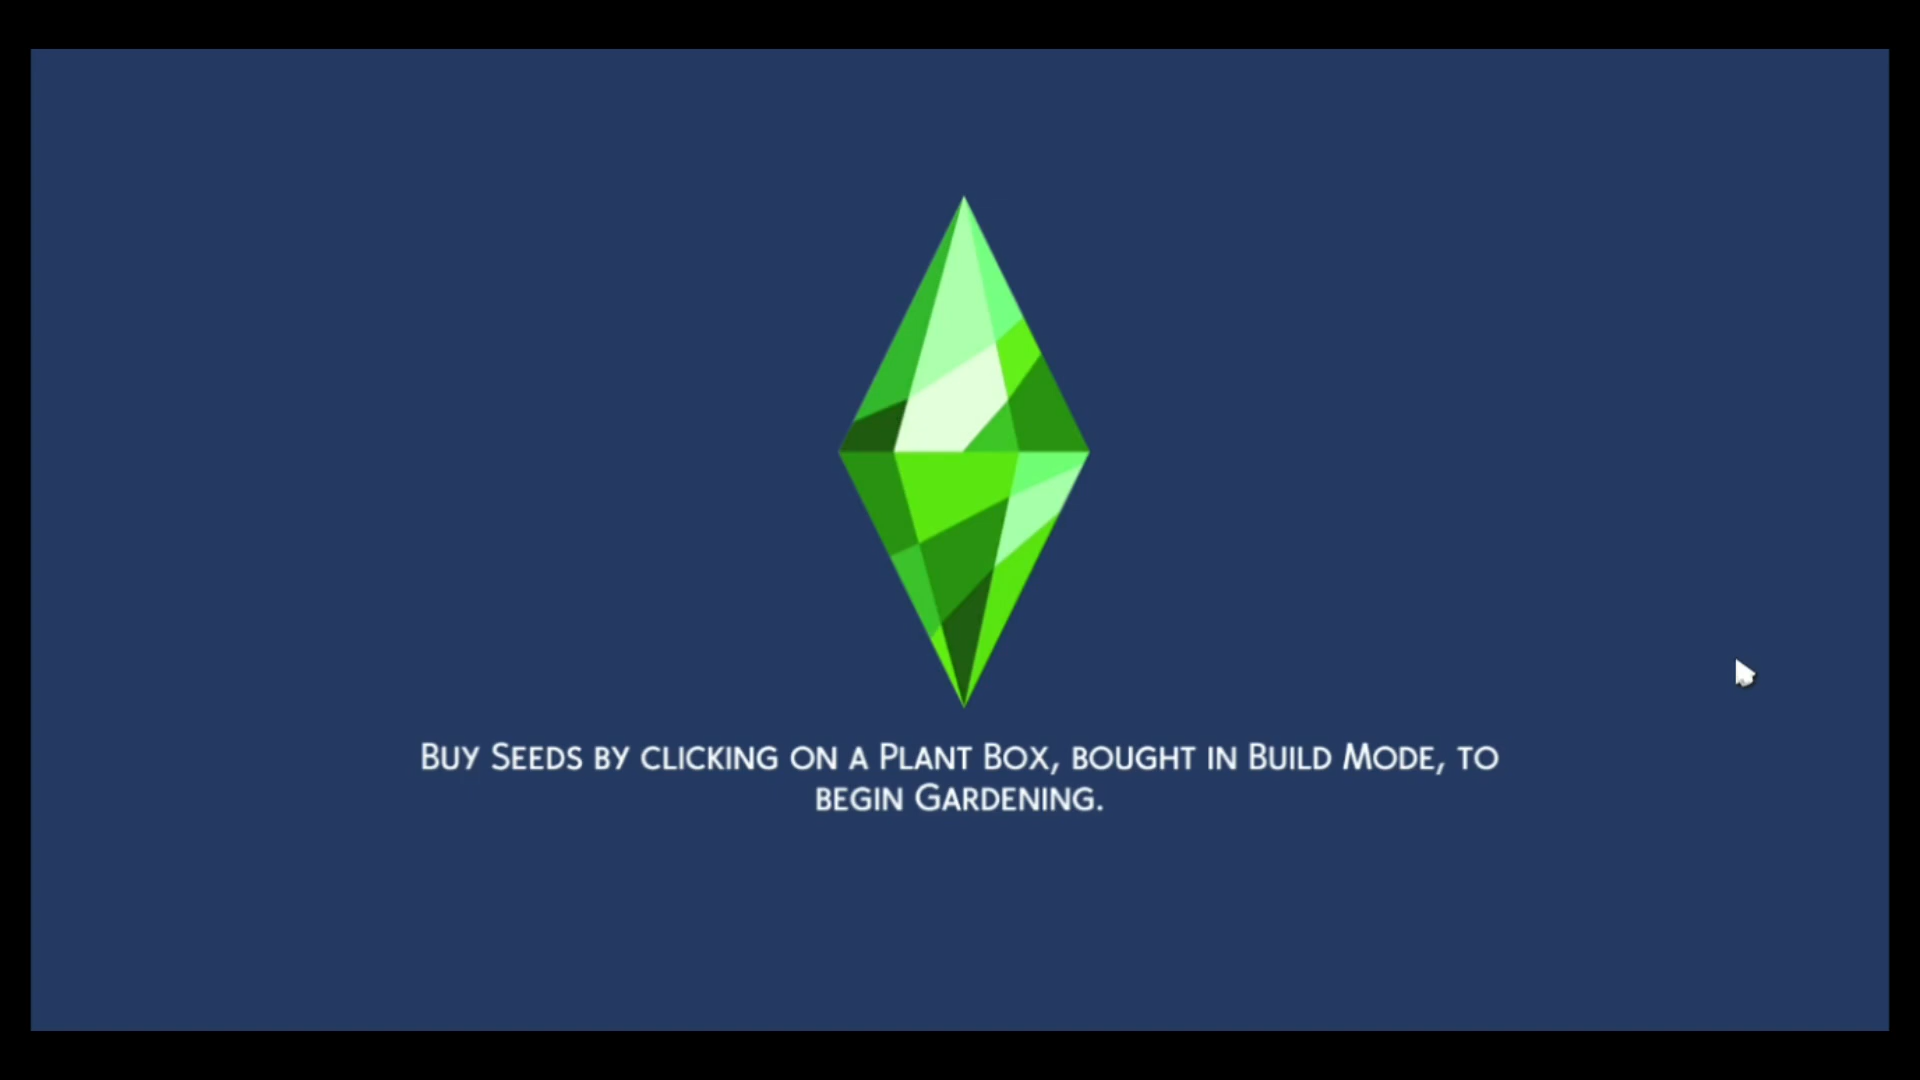 BUY SEEDS BY CLICKING ON A PLANT BOX, BOUGHT IN BUILD MODE, TO
BEGIN GARDENING.